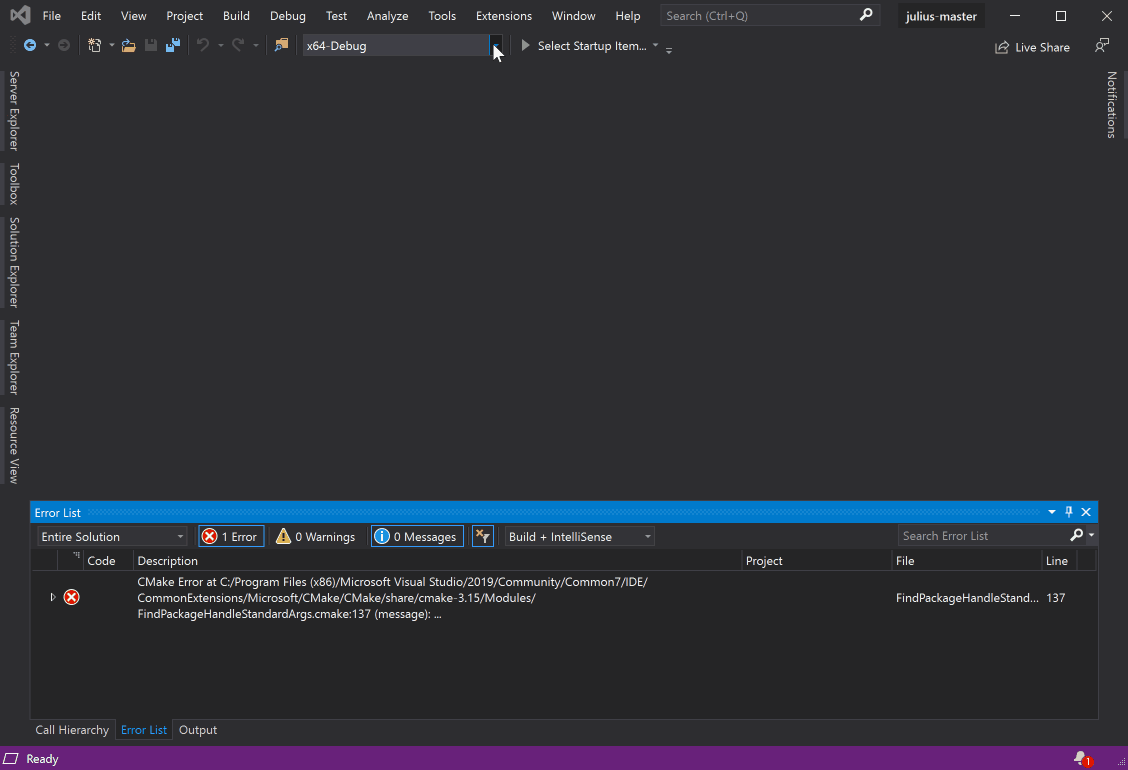 File Edit View Project Build Debug Test Analyze Tools Extensions Window Help Search (Ctrl+Q) julius-master
x64-Debug Select Startup Item... Live Share
Server Explorer
Toolbox
Solution Explorer
Team Explorer
Resource View
Notifications
Error List
Entire Solution 1 Error 0 Warnings 0 Messages Build + IntelliSense Search Error List
Code Description Project File Line
CMake Error at C:/Program Files (x86)/Microsoft Visual Studio/2019/Community/Common7/IDE/
CommonExtensions/Microsoft/CMake/CMake/share/cmake-3.15/Modules/
FindPackageHandleStandardArgs.cmake:137 (message): ...
FindPackageHandleStand... 137
Call Hierarchy Error List Output
Ready 1